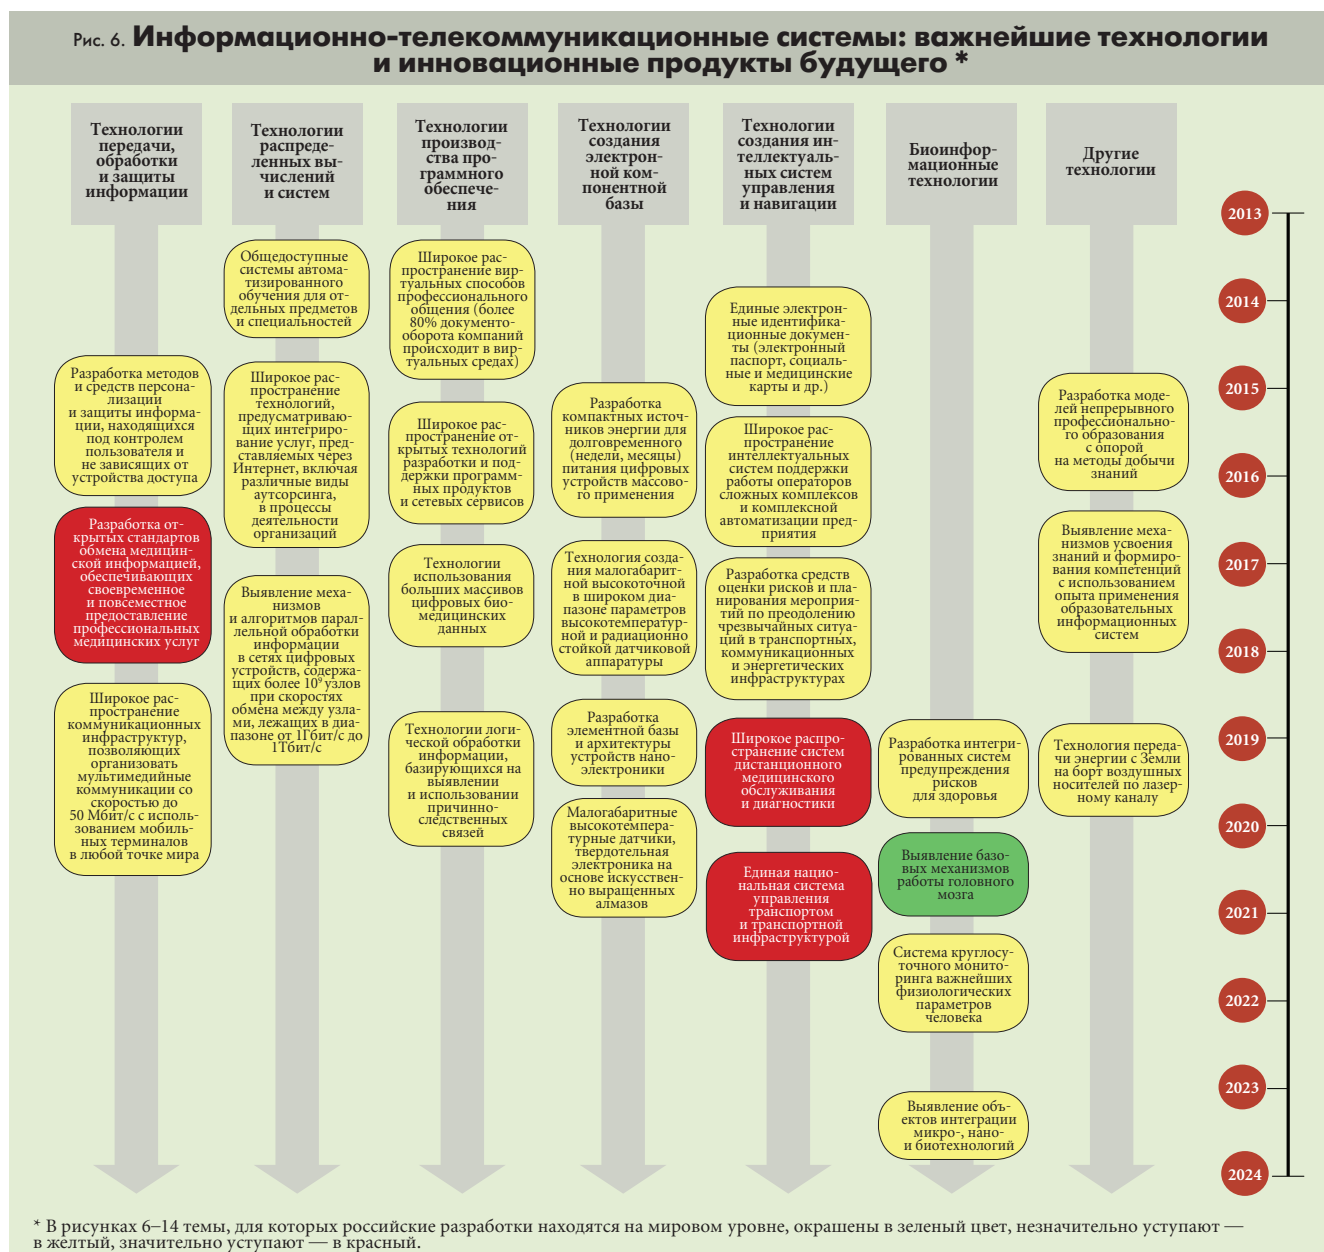 Рис. 6. Информационно-телекоммуникационные системы: важнейшие технологии
и инновационные продукты будущего *
Технологии
передачи,
обработки
и защиты
информации
Технологии
распреде-
ленных вы-
числений
и систем
Технологии
производ-
ства про-
граммного
обеспече-
ния
Технологии
создания
электрон-
ной ком-
понентной
базы
Технологии
создания ин-
теллектуаль-
ных систем
управления
и навигации
Биоинфор-
мационные
технологии
Другие
технологии
Разработка методов
и средств персона-
лизации
и защиты информа-
ции, находящихся
под контролем
пользователя и
не зависящих от
устройства доступа
Разработка от-
крытых стандартов
обмена медицин-
ской информацией,
обеспечивающих
своевременное
и повсеместное
предоставление
профессиональных
медицинских услуг
Широкое рас-
пространение
коммуникационных
инфраструктур,
позволяющих
организовать
мультимедийные
коммуникации со
скоростью до
50 Мбит/с с исполь-
зованием мобиль-
ных терминалов
в любой точке мира
Общедоступные
системы автома-
тизированного
обучения для от-
дельных предметов
и специальностей
Широкое рас-
пространение
технологий,
предусматриваю-
щих интегриро-
вание услуг, пред-
ставляемых через
Интернет, включая
различные виды
аутсорсинга,
в процессы
деятельности
организаций
Выявление меха-
низмов
и алгоритмов парал-
лельной обработки
информации
в сетях цифровых
устройств, содержа-
щих более 10⁹ узлов
при скоростях
обмена между узла-
ми, лежащих в диа-
пазоне от 1Гбит/с до
1Тбит/с
Широкое рас-
пространение вир-
туальных способов
профессионального
общения (более
80% документо-
оборота компаний
происходит в вир-
туальных средах)
Широкое рас-
пространение от-
крытых технологий
разработки и под-
держки программ-
ных продуктов
и сетевых сервисов
Технологии
использования
больших массивов
цифровых био-
медицинских
данных
Технологии логи-
ческой обработки
информации,
базирующихся на
выявлении
и использовании
причинно-
следственных
связей
Разработка
компактных источ-
ников энергии для
долговременного
(недели, месяцы)
питания цифровых
устройств массово-
го применения
Технология созда-
ния малогабарит-
ной высокоточной
в широком диа-
пазоне параметров
высокотемператур-
ной и радиационно
стойкой датчиковой
аппаратуры
Разработка
элементной базы
и архитектуры
устройств нано-
электроники
Малогабаритные
высокотемпера-
турные датчики,
твердотельная
электроника на
основе искусствен-
но выращенных
алмазов
Единые электрон-
ные идентифика-
ционные докумен-
ты (электронный
паспорт, социаль-
ные и медицинские
карты и др.)
Широкое рас-
пространение
интеллектуальных
систем поддержки
работы операторов
сложных комплексов
и комплексной
автоматизации пред-
приятия
Разработка средств
оценки рисков и пла-
нирования мероприя-
тий по преодолению
чрезвычайных ситуа-
ций в транспортных,
коммуникационных
и энергетических
инфраструктурах
Широкое распро-
странение систем
дистанционного
медицинского
обслуживания
и диагностики
Единая нацио-
нальная система
управления
транспортом
и транспортной
инфраструктурой
Разработка интегри-
рованных систем
предупреждения
рисков
для здоровья
Выявление базо-
вых механизмов
работы головного
мозга
Система круглосу-
точного монито-
ринга важнейших
физиологических
параметров
человека
Выявление объ-
ектов интеграции
микро-, нано-
и биотехнологий
Разработка моде-
лей непрерывного
профессионально-
го образования
с опорой
на методы добычи
знаний
Выявление меха-
низмов усвоения
знаний и формиро-
вания компетенций
с использованием
опыта применения
образовательных
информационных
систем
Технология переда-
чи энергии с Земли
на борт воздушных
носителей по лазер-
ному каналу
2013
2014
2015
2016
2017
2018
2019
2020
2021
2022
2023
2024
* В рисунках 6–14 темы, для которых российские разработки находятся на мировом уровне, окрашены в зеленый цвет, незначительно уступают —
в желтый, значительно уступают — в красный.